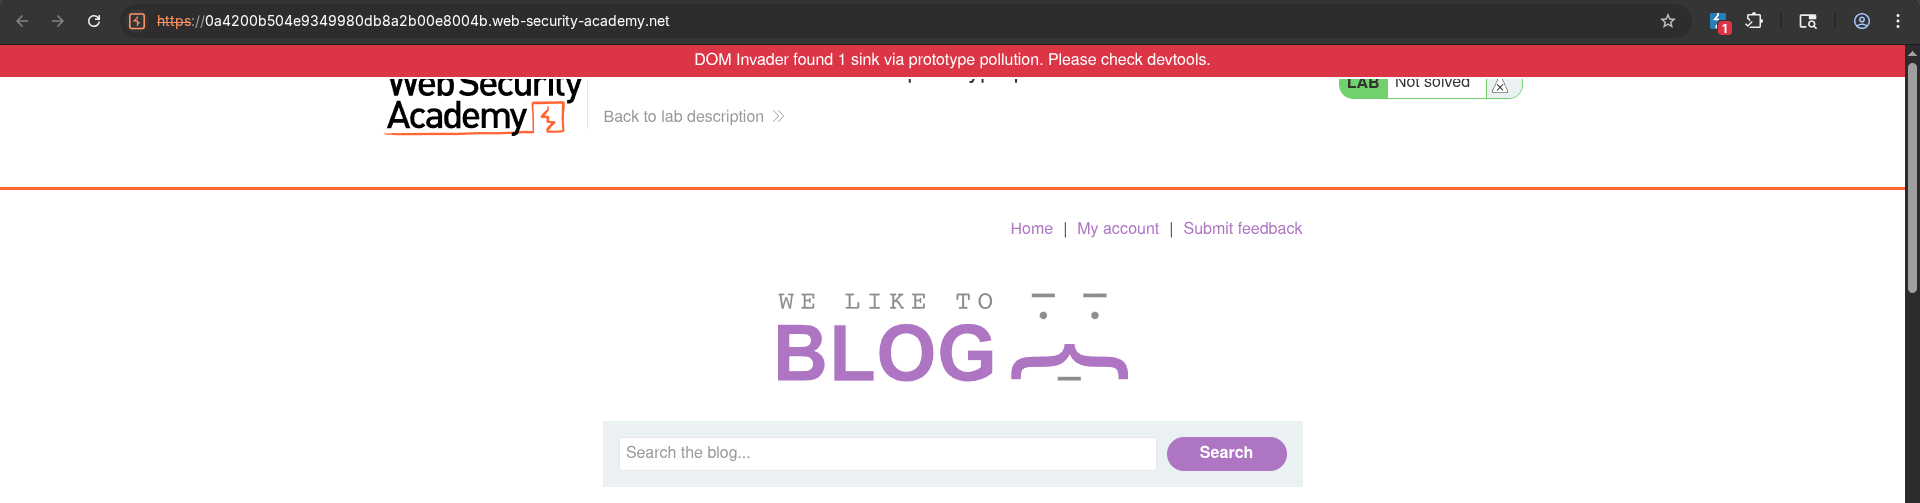 https://0a4200b504e9349980db8a2b00e8004b.web-security-academy.net
1
DOM Invader found 1 sink via prototype pollution. Please check devtools.
Web Security
Academy
Back to lab description
LAB Not solved
Home | My account | Submit feedback
WE LIKE TO
BLOG
Search the blog...
Search